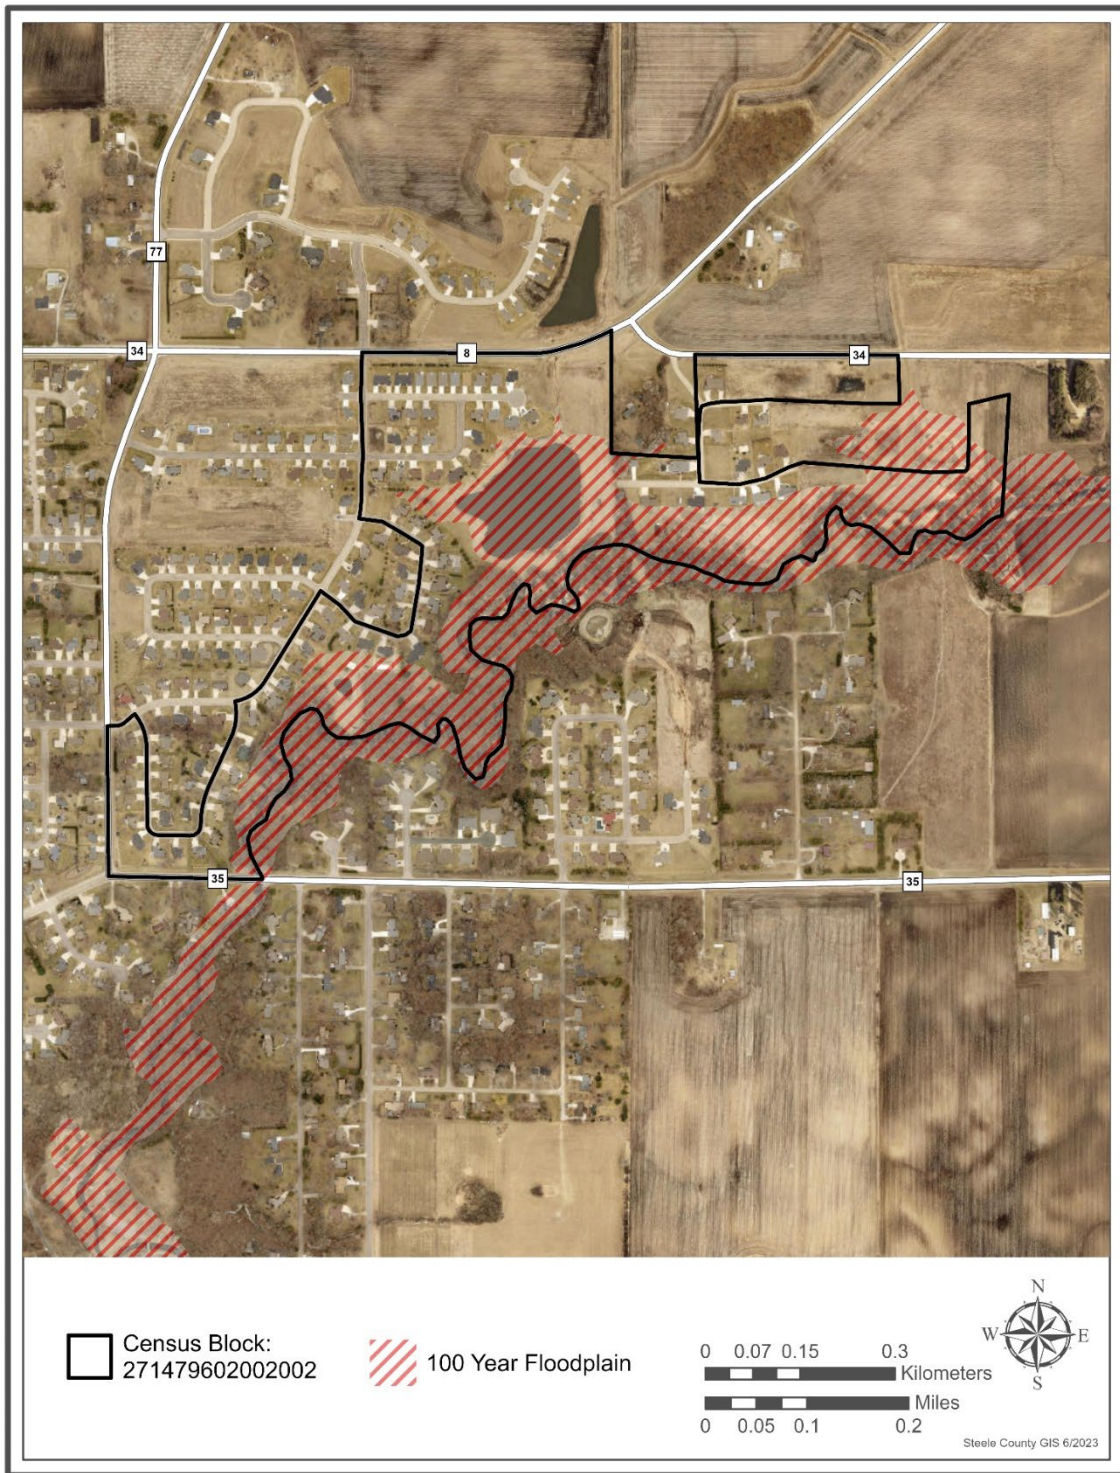 77
34
8
34
35
35
Census Block:
271479602002002
100 Year Floodplain
0 0.07 0.15 0.3
Kilometers
Miles
0 0.05 0.1 0.2
N
W E
S
Steele County GIS 6/2023